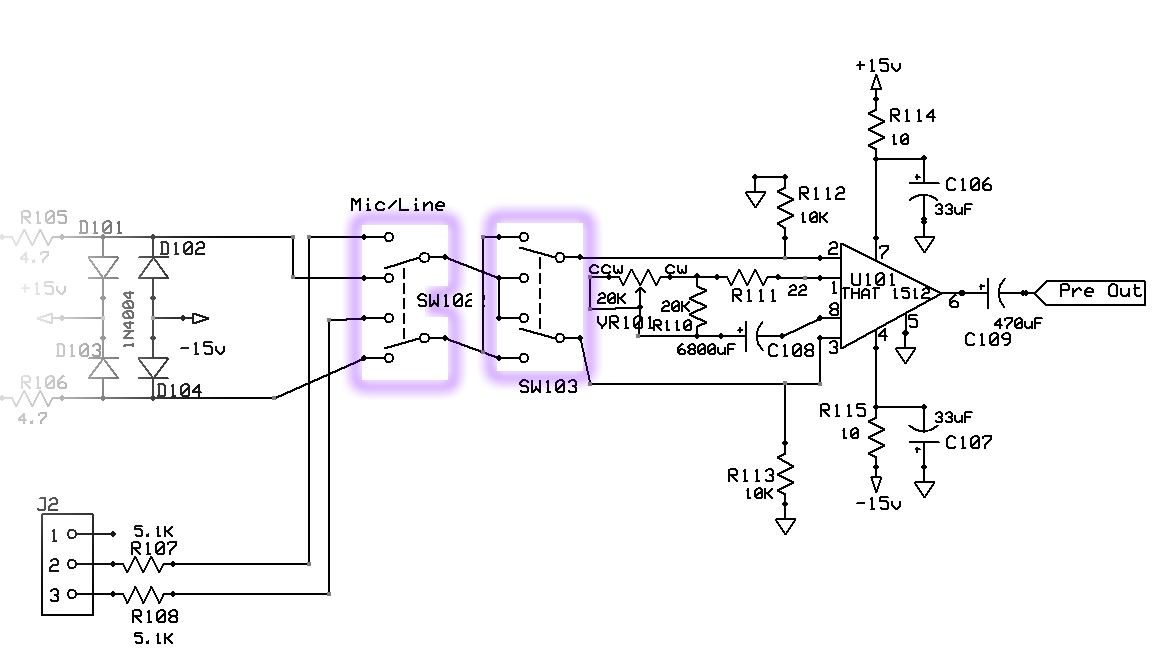 +15v
R114
10
C106
33uF
Mic/Line
R112
10K
R105
4.7
D101
D102
+15v
1N4004
-15v
D103
D104
R106
4.7
SW102
SW103
CCW
CW
20K
VR101
20K
R110
R111
22
6800uF
C108
2
1
8
3
7
U101
THAT 1512
6
5
4
470uF
C109
Pre Out
R115
10
33uF
C107
-15v
R113
10K
J2
1
2
3
5.1K
R107
R108
5.1K
+
+
+
+